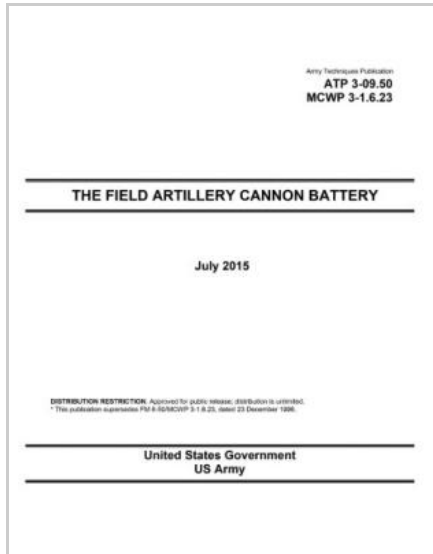 Army Techniques Publication
ATP 3-09.50
MCWP 3-1.6.23
THE FIELD ARTILLERY CANNON BATTERY
July 2015
DISTRIBUTION RESTRICTION: Approved for public release; distribution is unlimited.
* This publication supersedes FM 6-50/MCWP 3-1.6.23, dated 23 December 1996.
United States Government
US Army